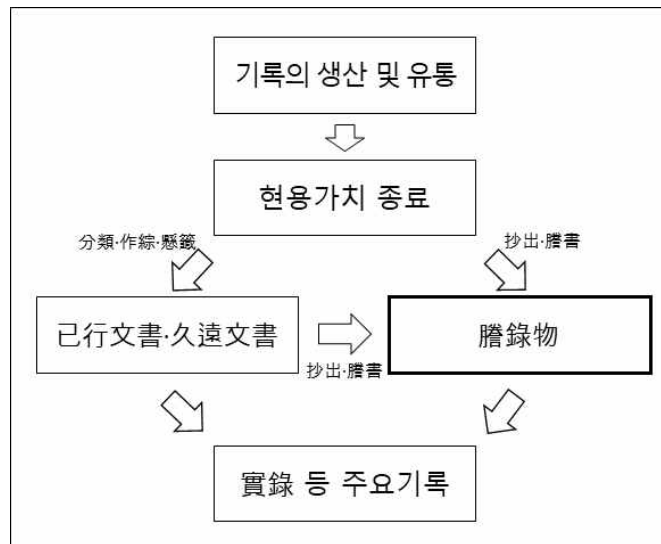 기록의 생산 및 유통
현용가치 종료
分類·作綜·懸籤
抄出·謄書
已行文書·久遠文書
謄錄物
抄出·謄書
實錄 등 주요기록